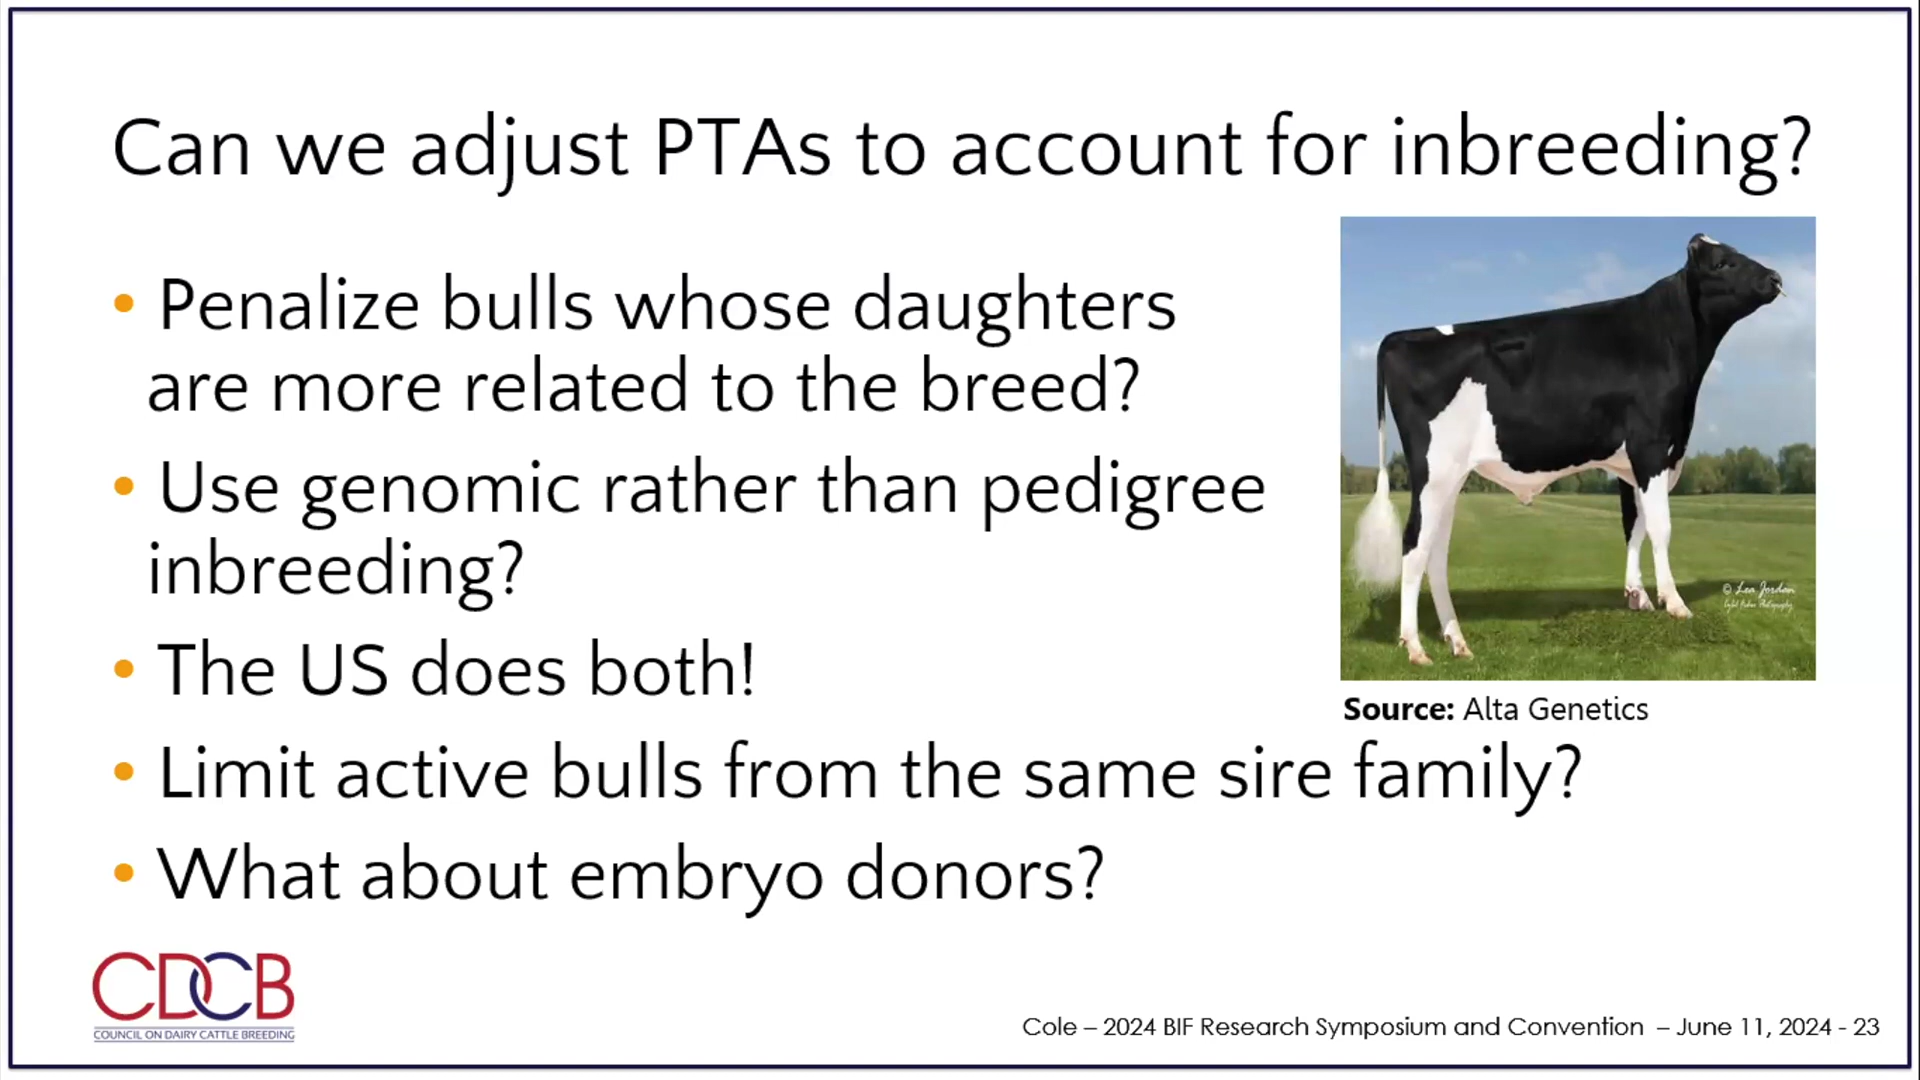 Can we adjust PTAs to account for inbreeding?
• Penalize bulls whose daughters
are more related to the breed?
• Use genomic rather than pedigree
inbreeding?
• The US does both!
© Lea Jordan
Source: Alta Genetics
• Limit active bulls from the same sire family?
• What about embryo donors?
CDCB
COUNCIL ON DAIRY CATTLE BREEDING
Cole – 2024 BIF Research Symposium and Convention – June 11, 2024 - 23